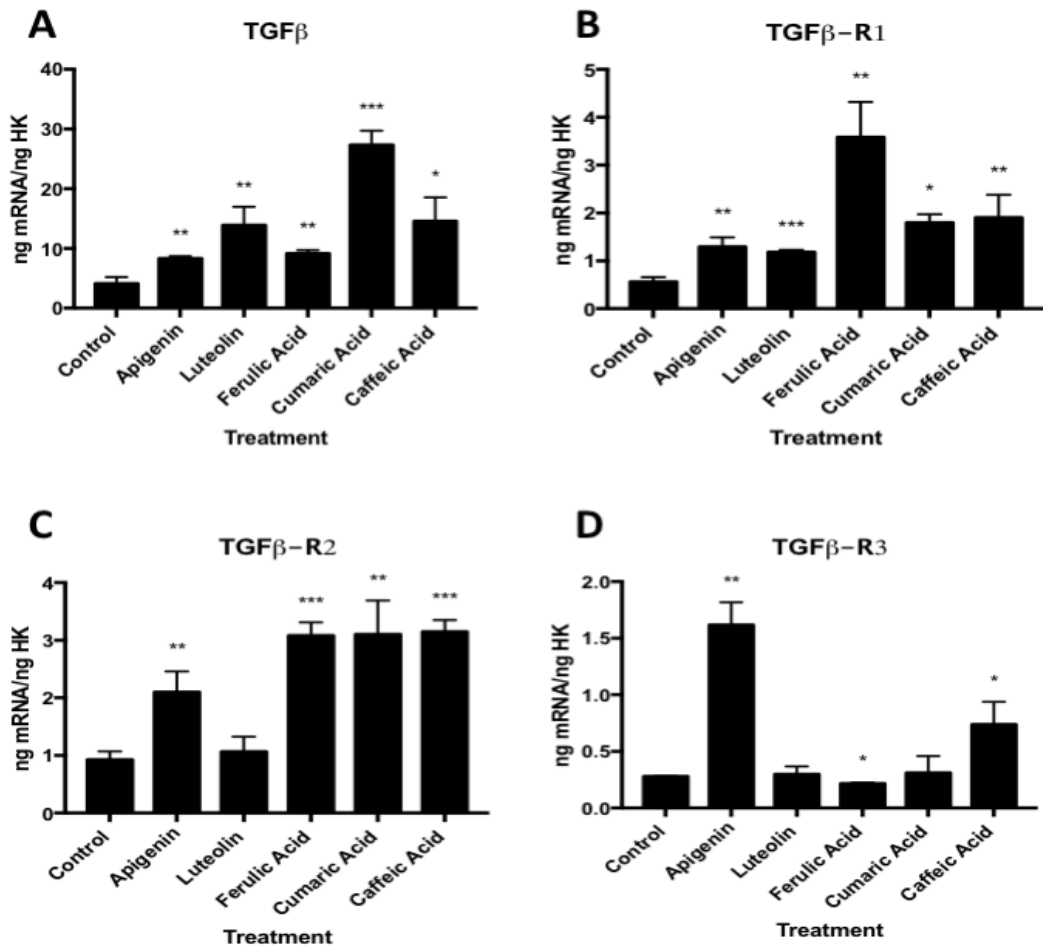 A
TGFβ
ng mRNA/ng HK
40
30
20
10
0
**
**
**
***
*
Control
Apigenin
Luteolin
Ferulic Acid
Cumaric Acid
Caffeic Acid
Treatment
B
TGFβ-R1
ng mRNA/ng HK
5
4
3
2
1
0
**
***
**
*
**
Control
Apigenin
Luteolin
Ferulic Acid
Cumaric Acid
Caffeic Acid
Treatment
C
TGFβ-R2
ng mRNA/ng HK
4
3
2
1
0
**
***
**
***
Control
Apigenin
Luteolin
Ferulic Acid
Cumaric Acid
Caffeic Acid
Treatment
D
TGFβ-R3
ng mRNA/ng HK
2.0
1.5
1.0
0.5
0.0
**
*
*
Control
Apigenin
Luteolin
Ferulic Acid
Cumaric Acid
Caffeic Acid
Treatment